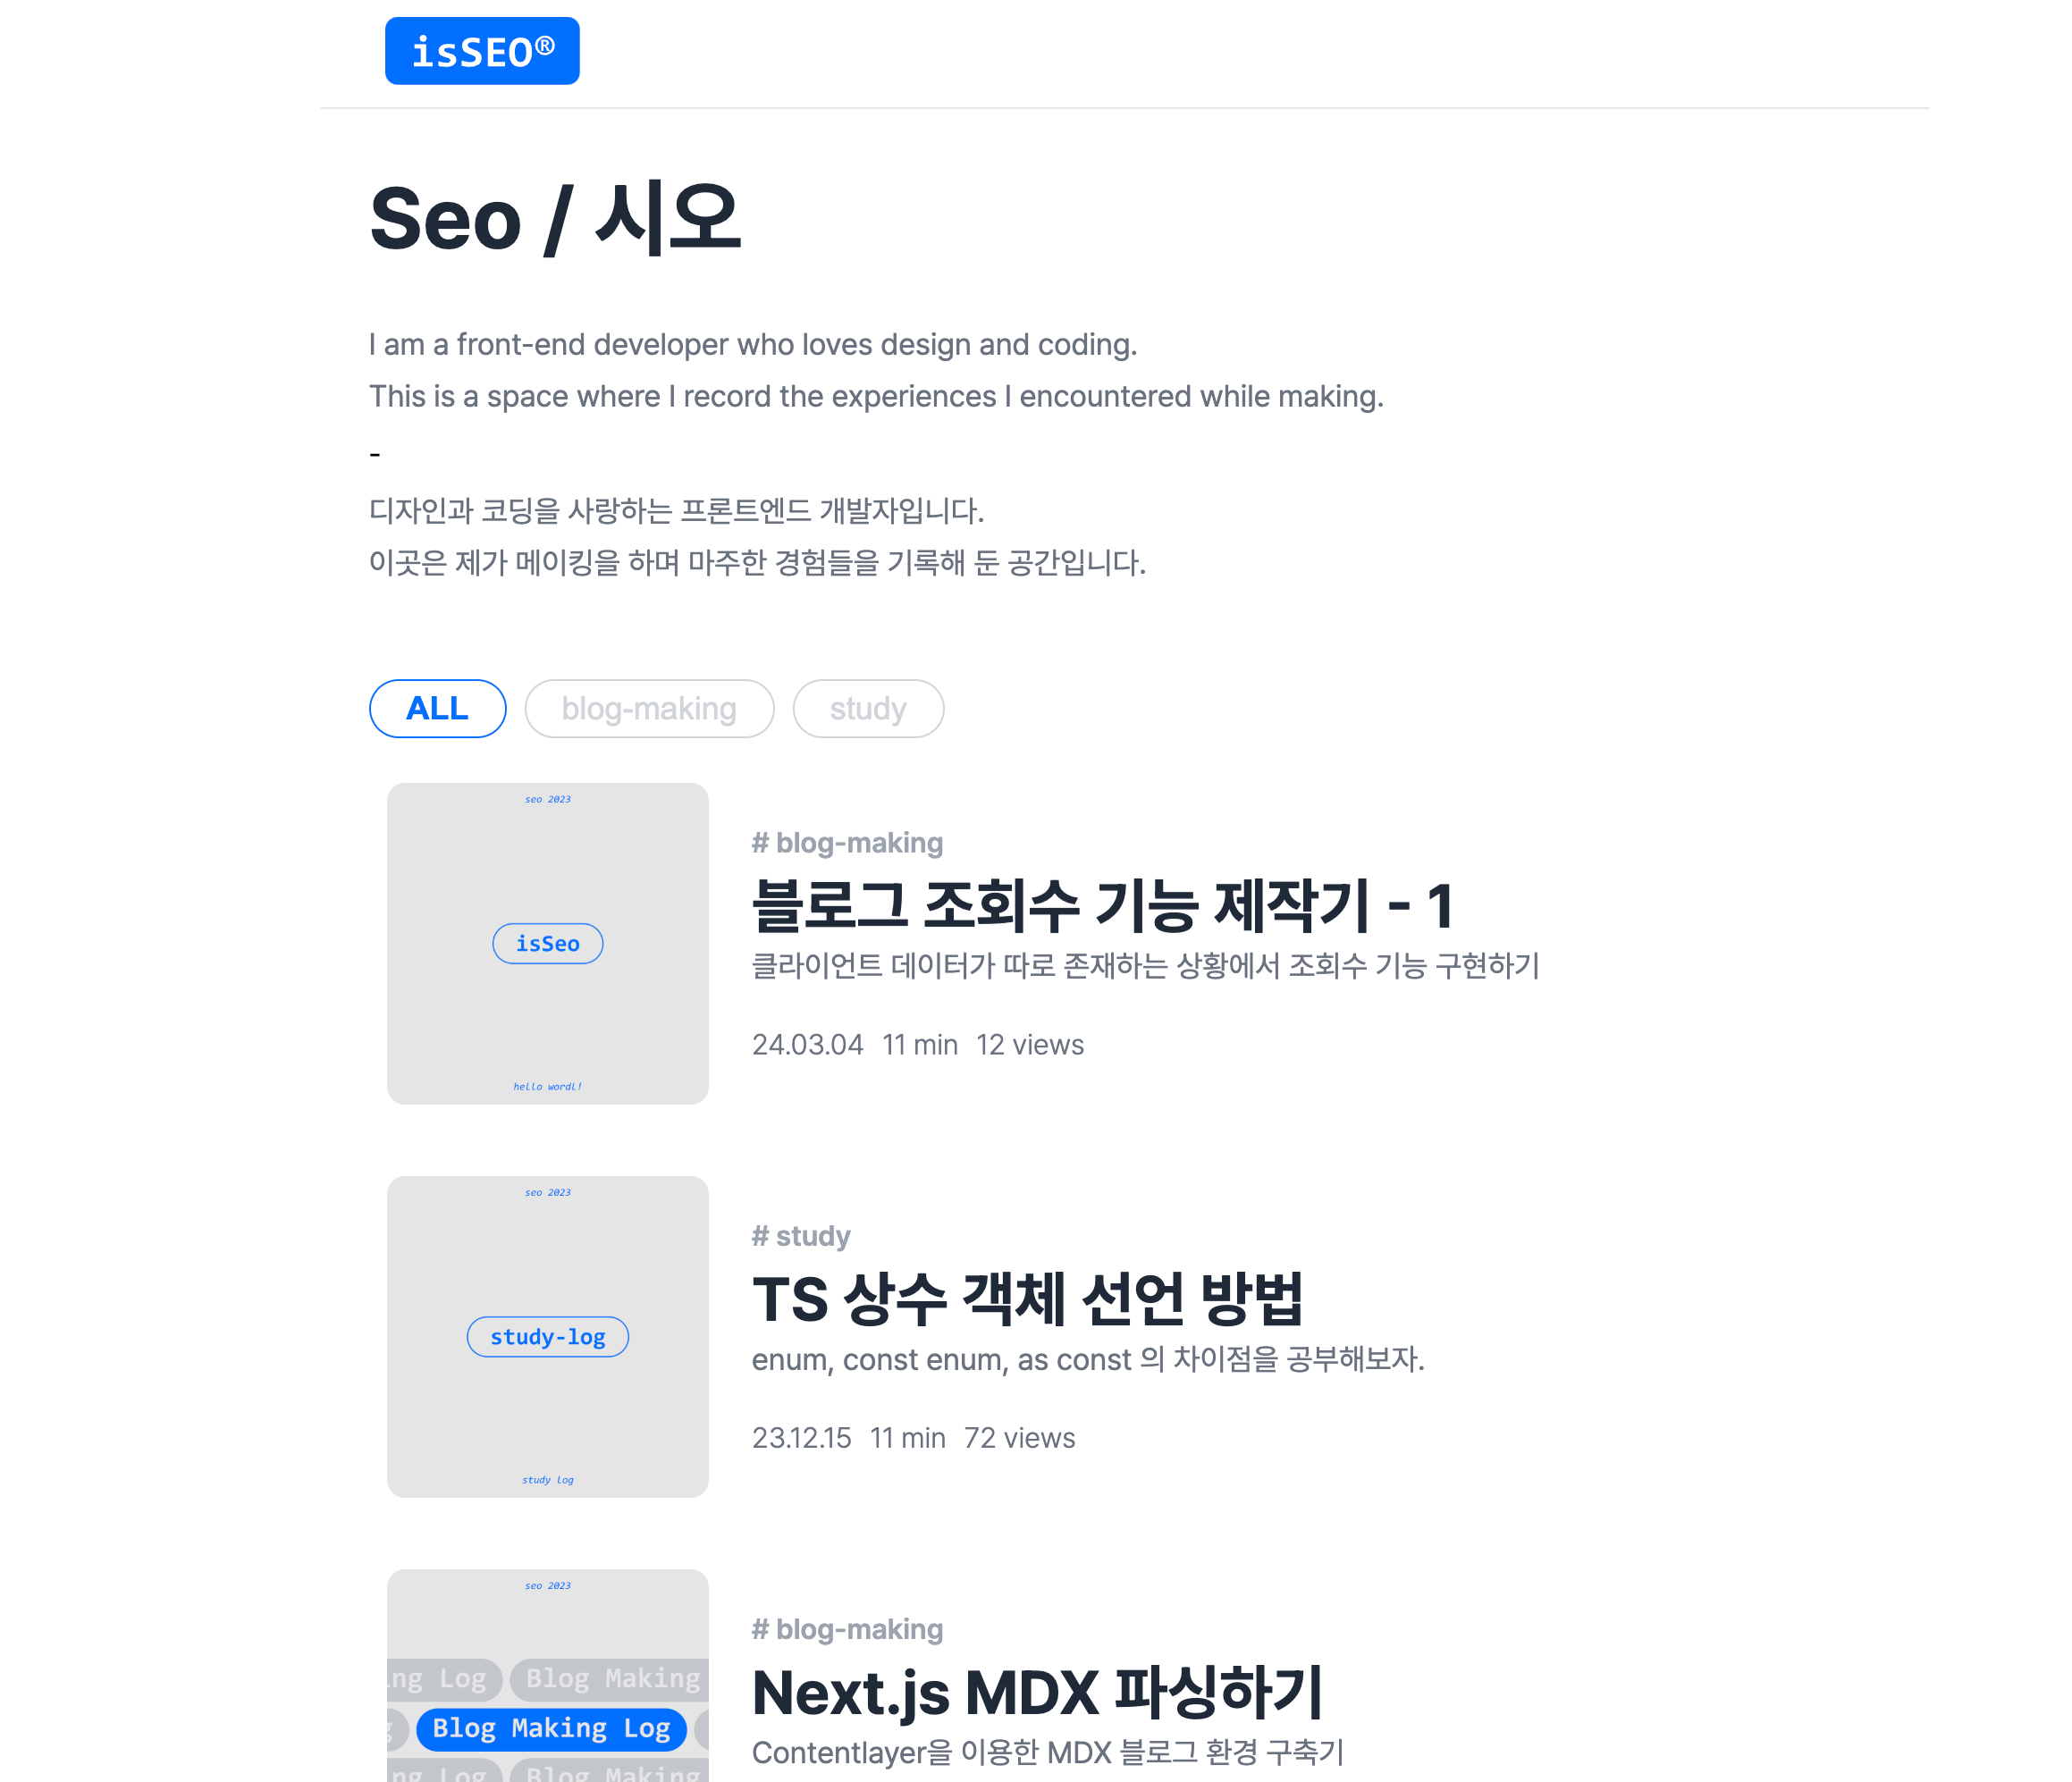 isSEO®
Seo / 시오
I am a front-end developer who loves design and coding.
This is a space where I record the experiences I encountered while making.
-
디자인과 코딩을 사랑하는 프론트엔드 개발자입니다.
이곳은 제가 메이킹을 하며 마주한 경험들을 기록해 둔 공간입니다.
ALL blog-making study
seo 2023
isSeo
hello wordl!
# blog-making
블로그 조회수 기능 제작기 - 1
클라이언트 데이터가 따로 존재하는 상황에서 조회수 기능 구현하기
24.03.04 11 min 12 views
seo 2023
study-log
study log
# study
TS 상수 객체 선언 방법
enum, const enum, as const 의 차이점을 공부해보자.
23.12.15 11 min 72 views
seo 2023
ng Log Blog Making
Blog Making Log
ng Log Blog Making
# blog-making
Next.js MDX 파싱하기
Contentlayer을 이용한 MDX 블로그 환경 구축기